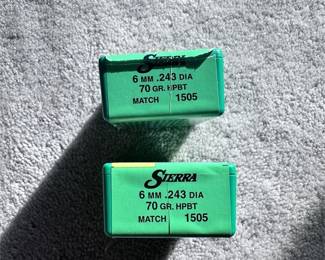 SIERRA
6 MM .243 DIA
70 GR. HPBT
MATCH 1505
SIERRA
6 MM .243 DIA
70 GR. HPBT
MATCH 1505